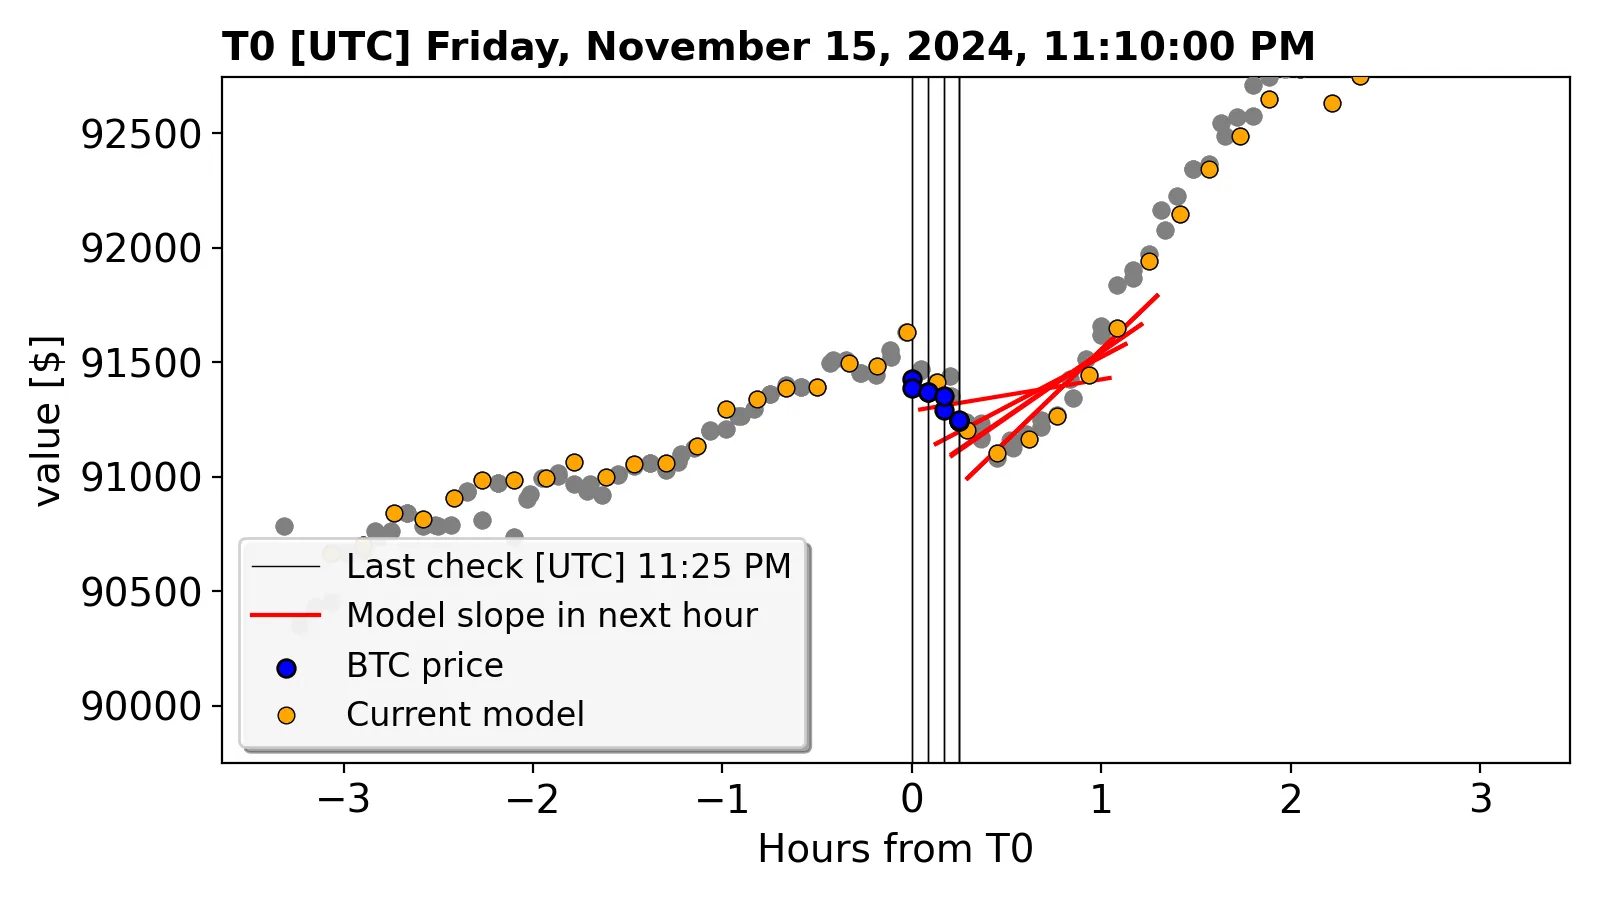 T0 [UTC] Friday, November 15, 2024, 11:10:00 PM
value [$]
92500
92000
91500
91000
90500
90000
Last check [UTC] 11:25 PM
Model slope in next hour
BTC price
Current model
−3 −2 −1 0 1 2 3
Hours from T0